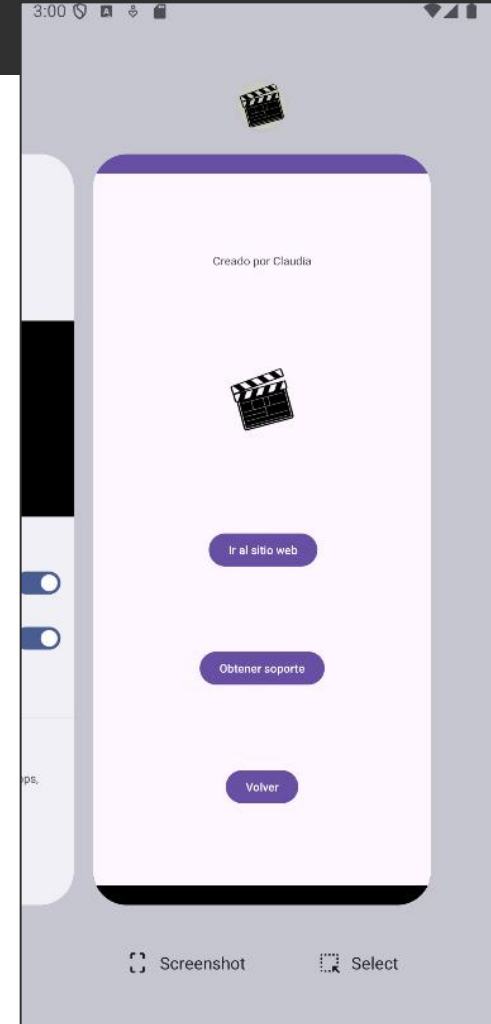 3:00
Creado por Claudia
Ir al sitio web
Obtener soporte
Volver
Screenshot
Select